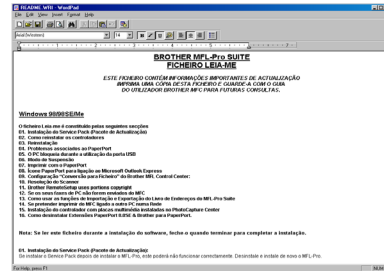 README.WRI - WordPad
File Edit View Insert Format Help
Arial (Western) 14
BROTHER MFL-Pro SUITE
FICHEIRO LEIA-ME
ESTE FICHEIRO CONTÉM INFORMAÇÕES IMPORTANTES DE ACTUALIZAÇÃO
IMPRIMA UMA CÓPIA DESTA FICHEIRO E GUARDE-A COM O GUIA
DO UTILIZADOR BROTHER MFC PARA FUTURAS CONSULTAS.
Windows 98/98SE/Me
O ficheiro Leia-me é constituído pelas seguintes secções
01. Instalação do Service Pack (Pacote de Actualização)
02. Como reinstalar os controladores
03. Reinstalação
04. Problemas associados ao PaperPort
05. O PC bloqueia durante a utilização da porta USB
06. Modo de Suspensão
07. Imprimir com o PaperPort
08. Ícone PaperPort para ligação ao Microsoft Outlook Express
09. Configuração "Conversão para Ficheiro" do Brother MFL Control Center:
10. Resolução do Scanner
11. Brother RemoteSetup uses portions copyright
12. Se os seus faxes de PC não forem enviados do MFC
13. Como usar as funções de Importação e Exportação do Livro de Endereços do MFL-Pro Suite
14. Se pretender imprimir do MFC ligado a outro PC numa Rede
15. Instalação do controlador com placas multimédia instaladas no PhotoCapture Center
16. Como desinstalar Extensões PaperPort 8.0SE & Brother para PaperPort.
Nota: Se ler este ficheiro durante a instalação do software, feche-o quando terminar para completar a instalação.
01. Instalação do Service Pack (Pacote de Actualização):
Se instalar o Service Pack depois de instalar o MFL-Pro, este poderá não funcionar correctamente. Desinstale e instale de novo o MFL-Pro.
For Help, press F1
NUM